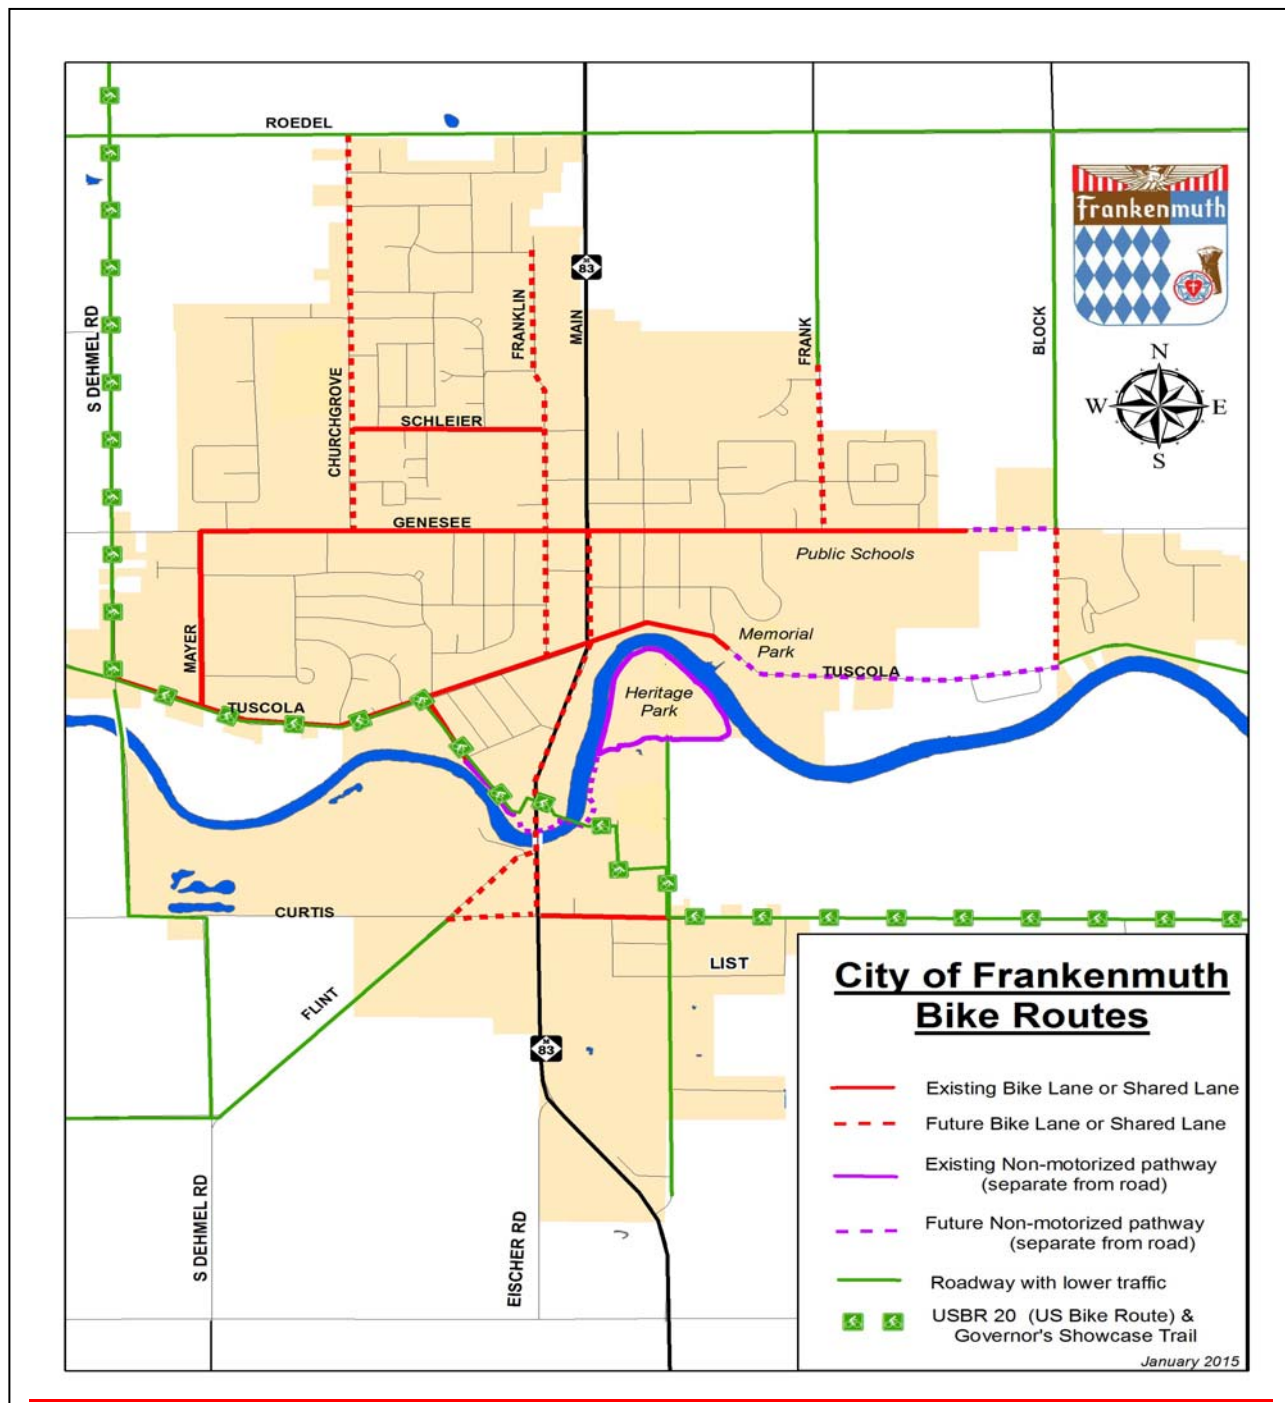 ROEDEL
Frankenmuth
M
83
S DEHMEL RD
FRANKLIN
MAIN
FRANK
BLOCK
N
W
E
S
CHURCHGROVE
SCHLEIER
GENESEE
Public Schools
MAYER
Memorial
Park
TUSCOLA
Heritage
Park
TUSCOLA
CURTIS
LIST
FLINT
M
83
S DEHMEL RD
EISCHER RD
City of Frankenmuth
Bike Routes
Existing Bike Lane or Shared Lane
Future Bike Lane or Shared Lane
Existing Non-motorized pathway
(separate from road)
Future Non-motorized pathway
(separate from road)
Roadway with lower traffic
USBR 20 (US Bike Route) &
Governor's Showcase Trail
January 2015